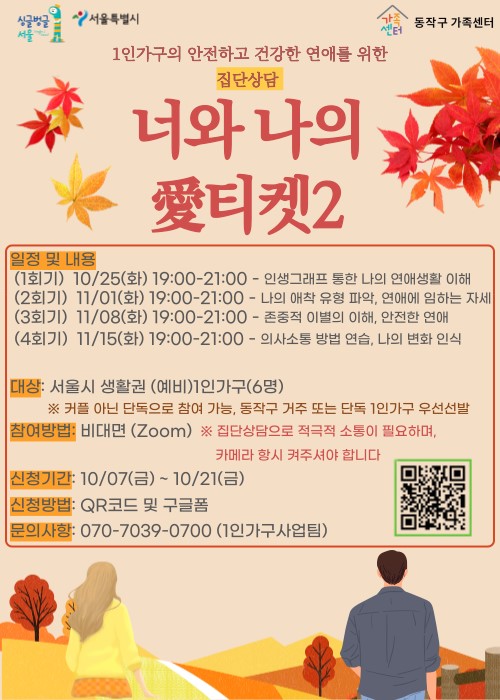 싱글벙글
서울
서울특별시
가족
센터
동작구 가족센터
1인가구의 안전하고 건강한 연애를 위한
집단상담
너와 나의
愛티켓2
일정 및 내용
(1회기) 10/25(화) 19:00-21:00 - 인생그래프 통한 나의 연애생활 이해
(2회기) 11/01(화) 19:00-21:00 - 나의 애착 유형 파악, 연애에 임하는 자세
(3회기) 11/08(화) 19:00-21:00 - 존중적 이별의 이해, 안전한 연애
(4회기) 11/15(화) 19:00-21:00 - 의사소통 방법 연습, 나의 변화 인식
대상: 서울시 생활권 (예비)1인가구(6명)
※ 커플 아닌 단독으로 참여 가능, 동작구 거주 또는 단독 1인가구 우선선발
참여방법: 비대면 (Zoom) ※ 집단상담으로 적극적 소통이 필요하며,
카메라 항시 켜주셔야 합니다
신청기간: 10/07(금) ~ 10/21(금)
신청방법: QR코드 및 구글폼
문의사항: 070-7039-0700 (1인가구사업팀)